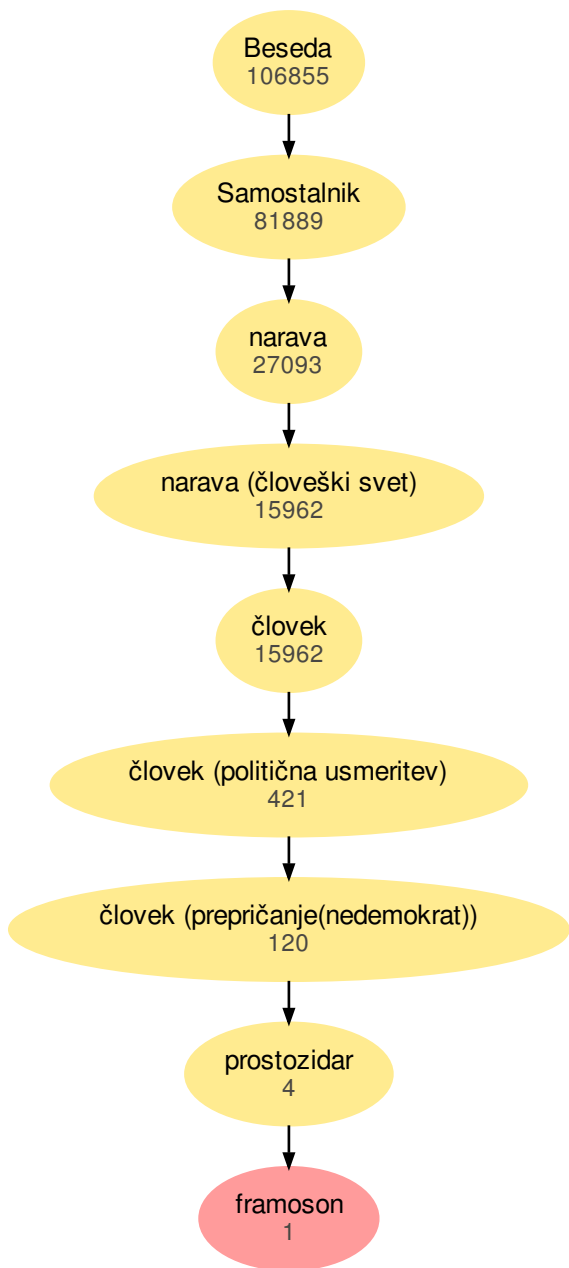 Beseda
106855
Samostalnik
81889
narava
27093
narava (človeški svet)
15962
človek
15962
človek (politična usmeritev)
421
človek (prepričanje(nedemokrat))
120
prostozidar
4
framoson
1